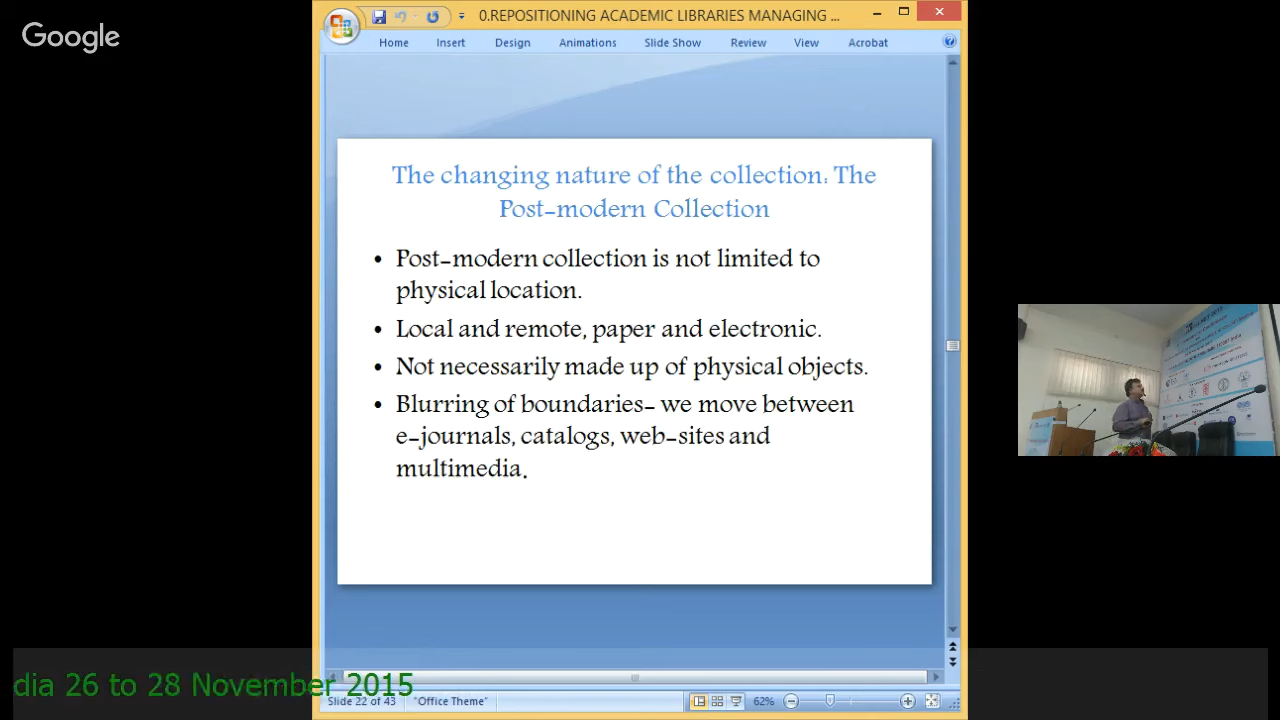 Google
0.REPOSITIONING ACADEMIC LIBRARIES MANAGING ...
Home Insert Design Animations Slide Show Review View Acrobat
The changing nature of the collection: The
Post-modern Collection
• Post-modern collection is not limited to
physical location.
• Local and remote, paper and electronic.
• Not necessarily made up of physical objects.
• Blurring of boundaries- we move between
e-journals, catalogs, web-sites and
multimedia.
dia 26 to 28 November 2015
Slide 22 of 43 "Office Theme" 62%